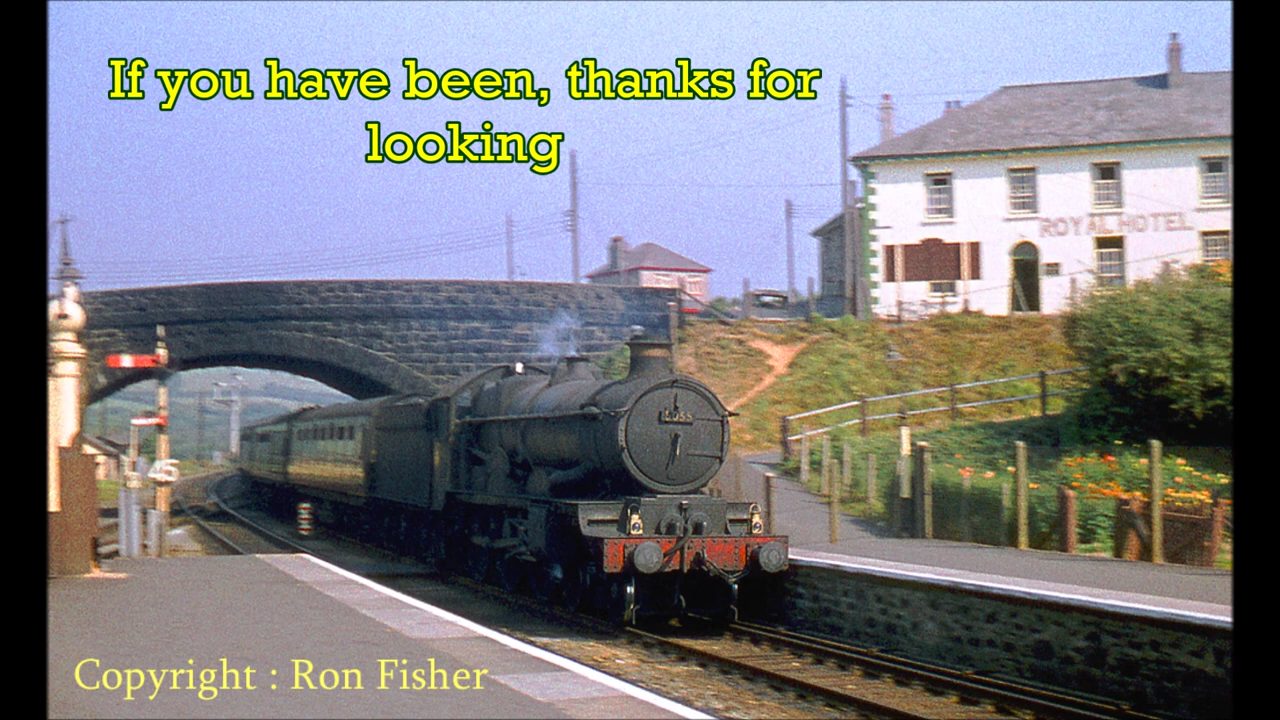 If you have been, thanks for
looking
ROYAL HOTEL
Copyright : Ron Fisher